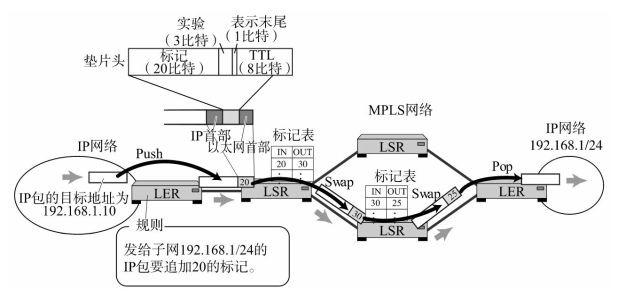 实验
（3比特）
表示末尾
（1比特）
垫片头
标记
（20比特）
TTL
（8比特）
IP首部
以太网首部
MPLS网络
IP网络
Push
标记表
IN OUT
20 30
: :
LSR
IP网络
192.168.1/24
20
LER
LSR
Swap
标记表
IN OUT
30 25
: :
Swap
Pop
30
25
LSR
LER
IP包的目标地址为
192.168.1.10
规则
发给子网192.168.1/24的
IP包要追加20的标记。